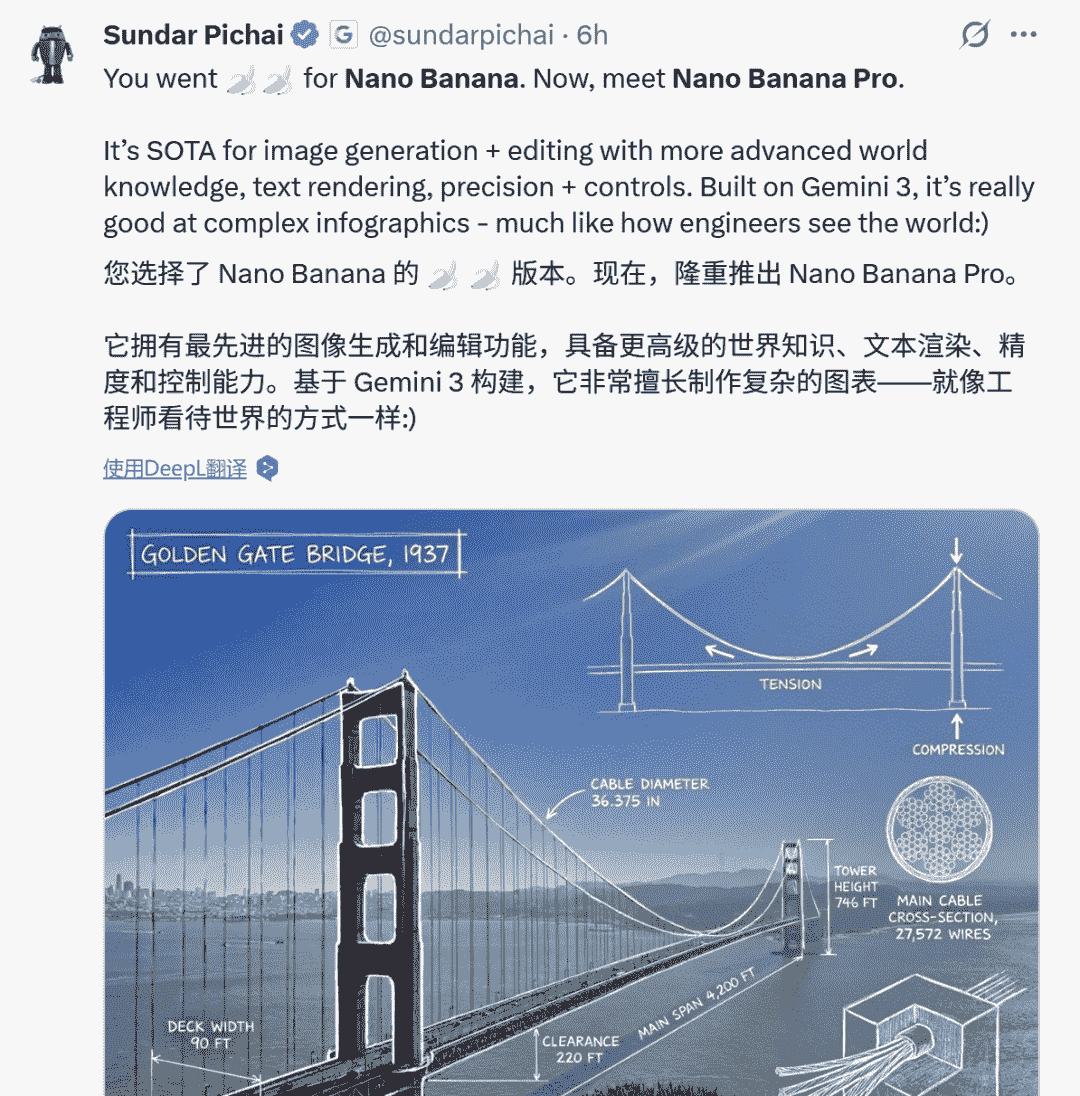 Sundar Pichai @sundarpichai · 6h
You went for Nano Banana. Now, meet Nano Banana Pro.
It’s SOTA for image generation + editing with more advanced world
knowledge, text rendering, precision + controls. Built on Gemini 3, it’s really
good at complex infographics - much like how engineers see the world:)
您选择了 Nano Banana 的 版本。现在，隆重推出 Nano Banana Pro。
它拥有最先进的图像生成和编辑功能，具备更高级的世界知识、文本渲染、精
度和控制能力。基于 Gemini 3 构建，它非常擅长制作复杂的图表——就像工
程师看待世界的方式一样:)
使用DeepL翻译
GOLDEN GATE BRIDGE, 1937
TENSION
COMPRESSION
CABLE DIAMETER
36.375 IN
TOWER
HEIGHT
746 FT
MAIN CABLE
CROSS-SECTION,
27,572 WIRES
MAIN SPAN 4,200 FT
DECK WIDTH
90 FT
CLEARANCE
220 FT